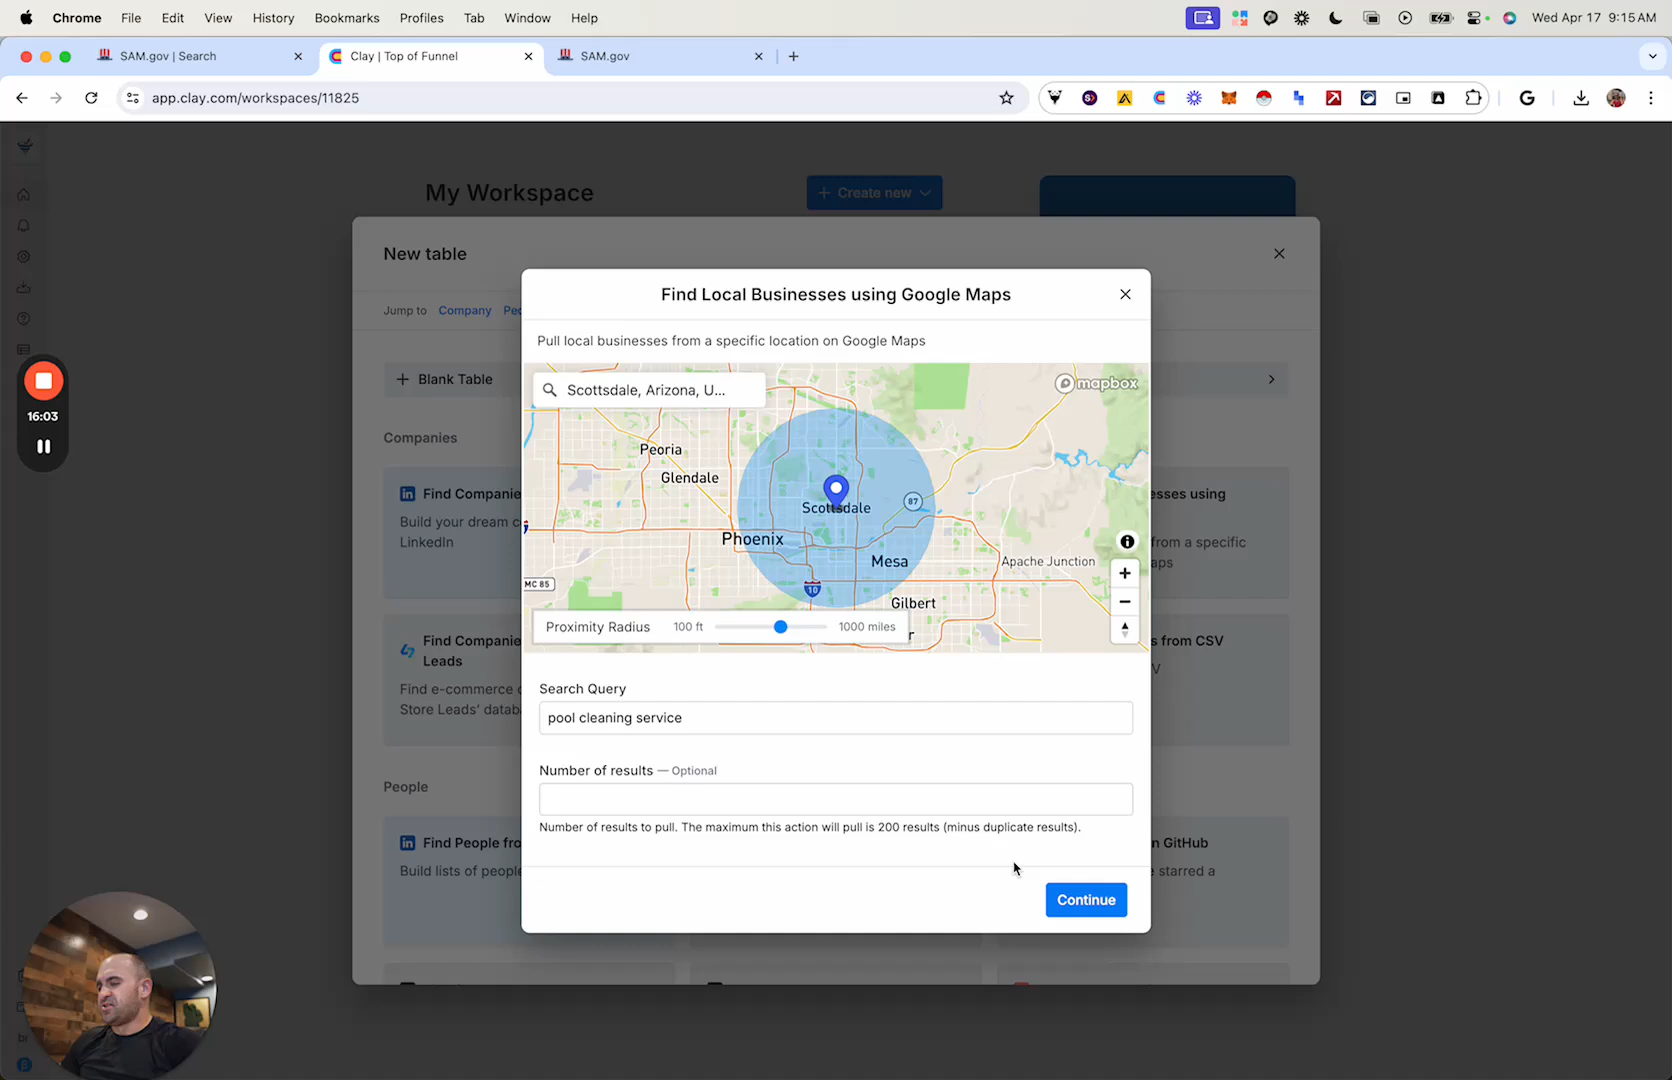 Chrome File Edit View History Bookmarks Profiles Tab Window Help Wed Apr 17 9:15 AM
SAM.gov | Search
Clay | Top of Funnel
SAM.gov
app.clay.com/workspaces/11825
My Workspace
Create new
New table
Jump to Company
Blank Table
Companies
Find Companie
Build your dream c
LinkedIn
esses using
from a specific
aps
Find Companie
Leads
Find e-commerce c
Store Leads' datab
s from CSV
V
People
Find People fro
Build lists of people
n GitHub
e starred a
16:03
Find Local Businesses using Google Maps
Pull local businesses from a specific location on Google Maps
Scottsdale, Arizona, U...
mapbox
Peoria
Glendale
Scottsdale
87
Phoenix
Mesa
Apache Junction
MC 85
10
Gilbert
r
Proximity Radius 100 ft 1000 miles
Search Query
pool cleaning service
Number of results — Optional
Number of results to pull. The maximum this action will pull is 200 results (minus duplicate results).
Continue